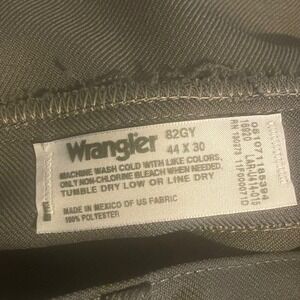 Wrangler 82GY
44 X 30
MACHINE WASH COLD WITH LIKE COLORS,
ONLY NON-CHLORINE BLEACH WHEN NEEDED.
TUMBLE DRY LOW OR LINE DRY
MADE IN MEXICO OF US FABRIC
100% POLYESTER